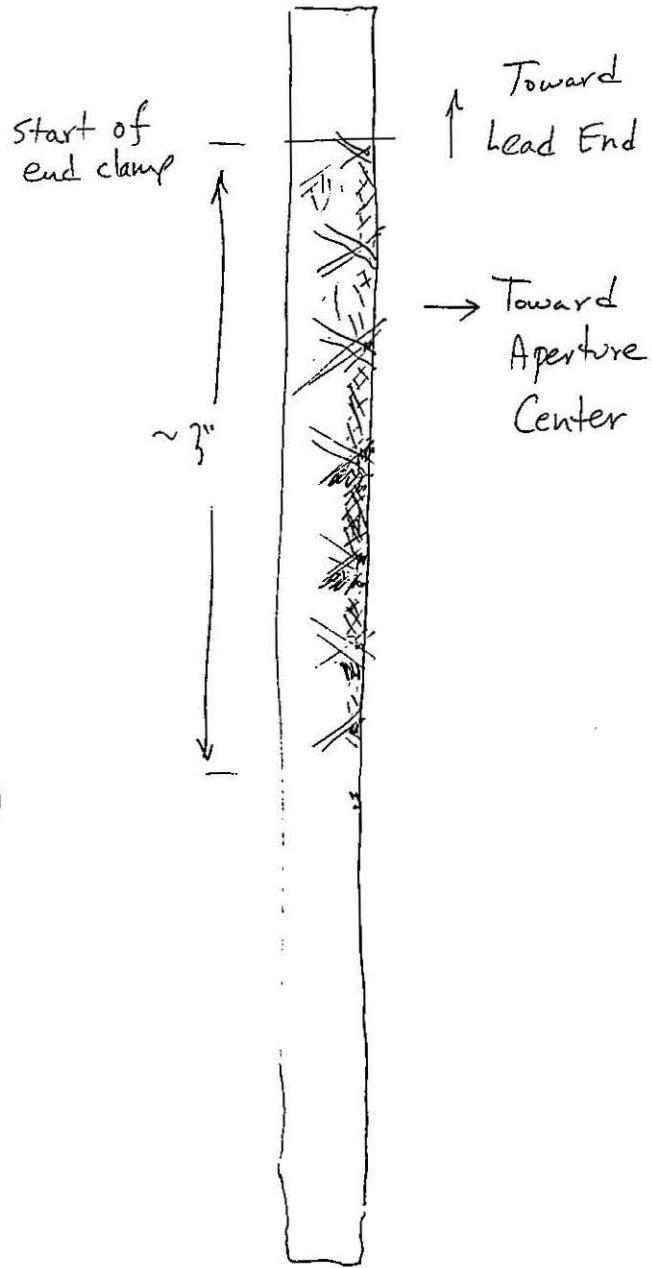 Start of
end clamp
Toward
Lead End
Toward
Aperture
Center
~ 3"